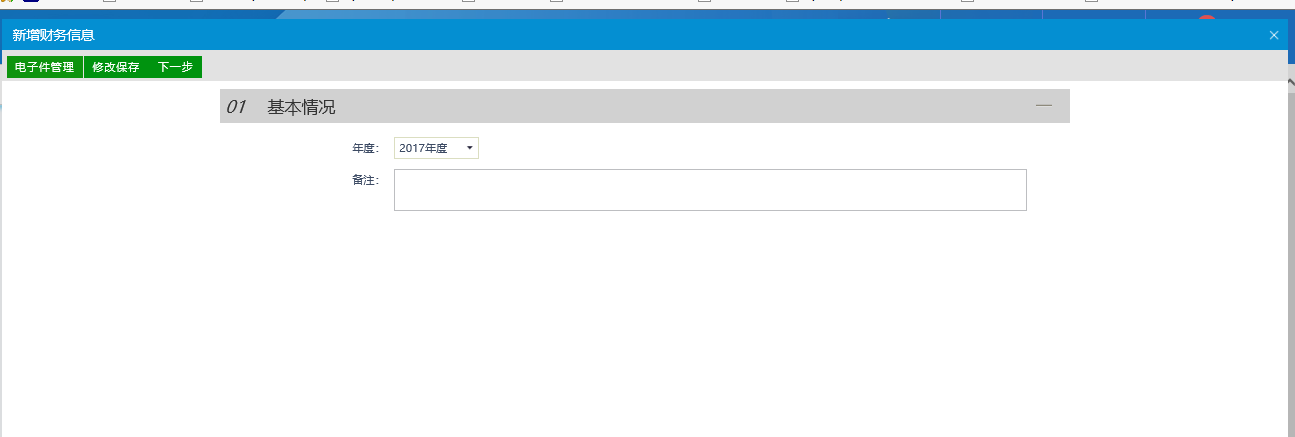 新增财务信息
电子件管理 修改保存 下一步
01 基本情况
年度： 2017年度
备注：